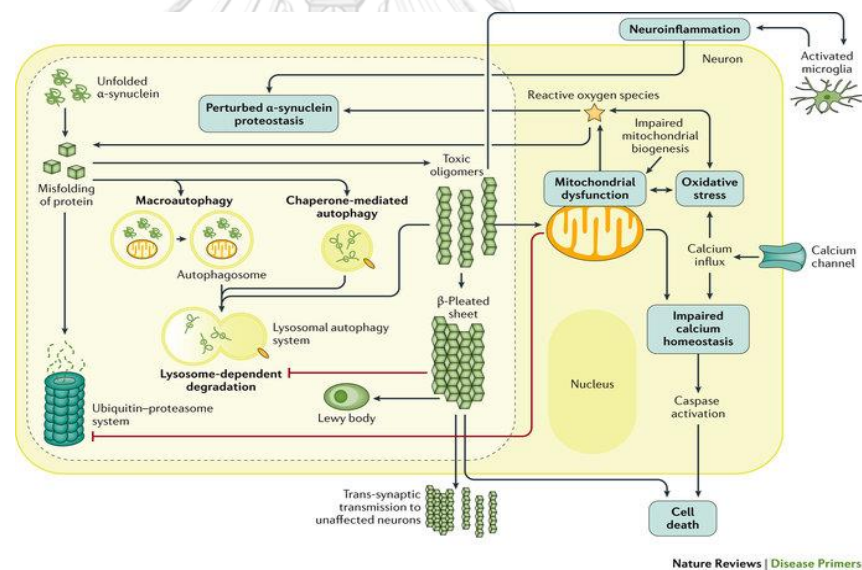 Neuroinflammation
Neuron
Activated
microglia
Unfolded
α-synuclein
Perturbed α-synuclein
proteostasis
Reactive oxygen species
Impaired
mitochondrial
biogenesis
Misfolding
of protein
Toxic
oligomers
Macroautophagy
Chaperone-mediated
autophagy
Mitochondrial
dysfunction
Oxidative
stress
Autophagosome
Calcium
influx
Calcium
channel
β-Pleated
sheet
Lysosomal autophagy
system
Lysosome-dependent
degradation
Impaired
calcium
homeostasis
Nucleus
Ubiquitin–proteasome
system
Lewy body
Caspase
activation
Trans-synaptic
transmission to
unaffected neurons
Cell
death
Nature Reviews | Disease Primers